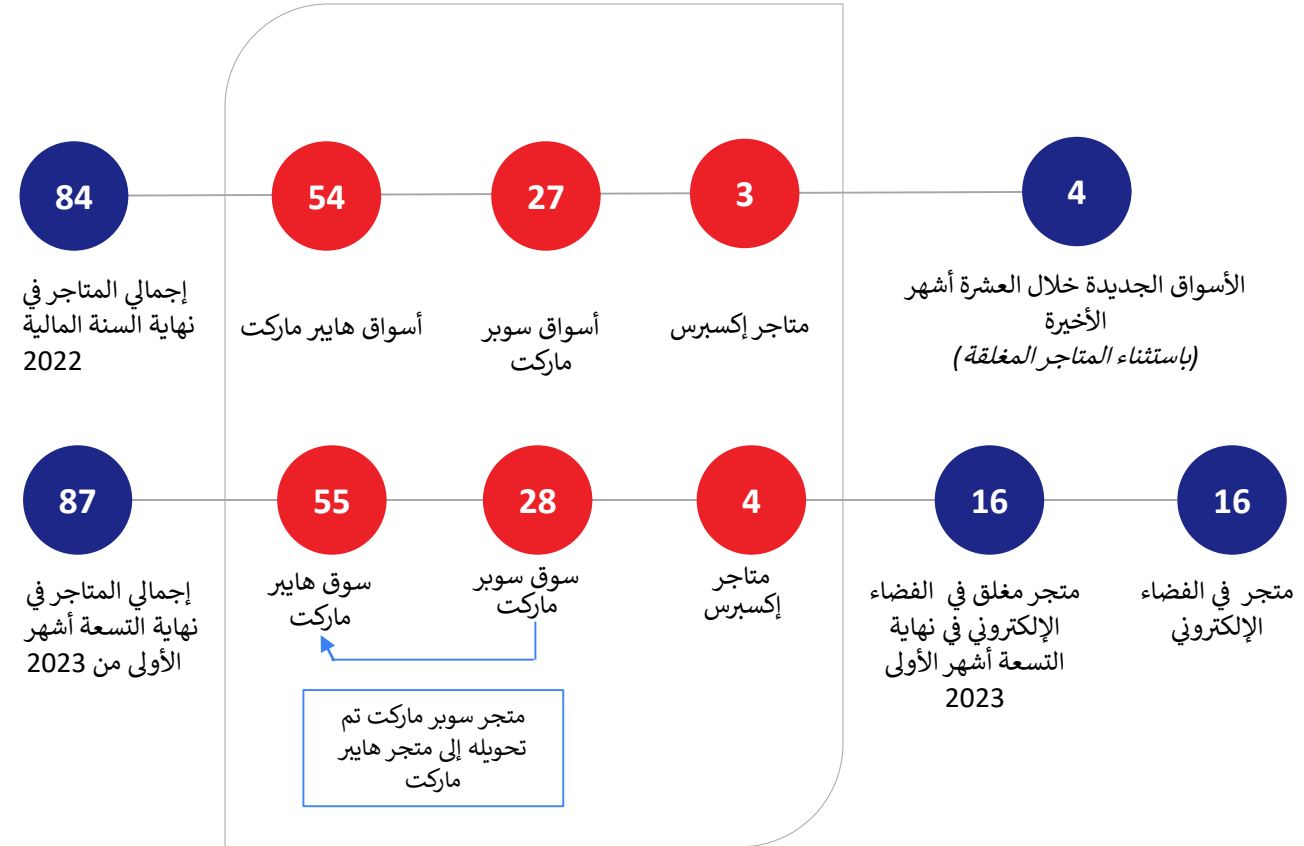 84
54
27
3
4
إجمالي المتاجر في
نهاية السنة المالية
2022
أسواق هايبر ماركت
أسواق سوبر
ماركت
متاجر إكسبرس
الأسواق الجديدة خلال العشرة أشهر
الأخيرة
(باستثناء المتاجر المغلقة)
87
55
28
4
16
16
إجمالي المتاجر في
نهاية التسعة أشهر
الأولى من 2023
سوق هايبر
ماركت
سوق سوبر
ماركت
متاجر
إكسبرس
متجر مغلق في الفضاء
الإلكتروني في نهاية
التسعة أشهر الأولى
2023
متجر في الفضاء
الإلكتروني
متجر سوبر ماركت تم
تحويله إلى متجر هايبر
ماركت